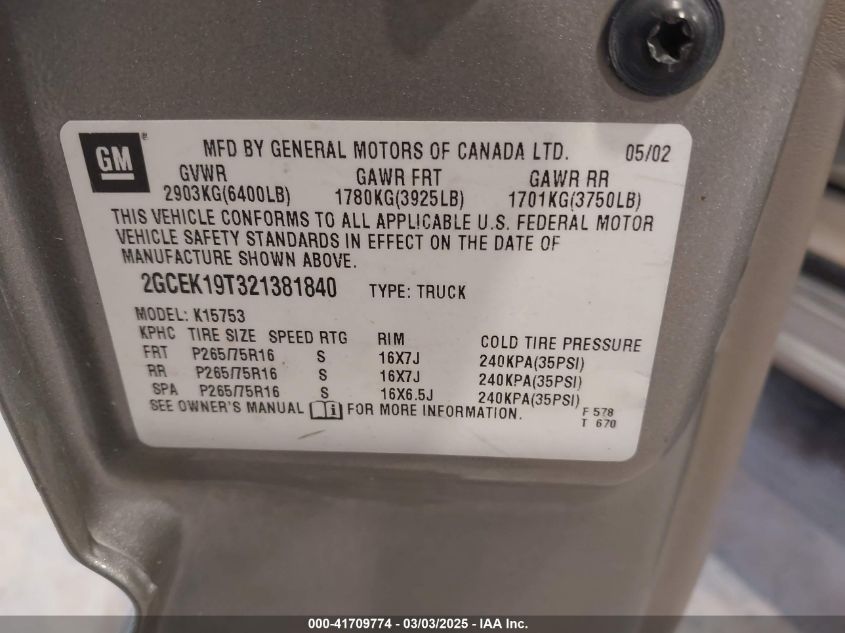 GM
MFD BY GENERAL MOTORS OF CANADA LTD. 05/02
GVWR GAWR FRT GAWR RR
2903KG(6400LB) 1780KG(3925LB) 1701KG(3750LB)
THIS VEHICLE CONFORMS TO ALL APPLICABLE U.S. FEDERAL MOTOR
VEHICLE SAFETY STANDARDS IN EFFECT ON THE DATE OF
MANUFACTURE SHOWN ABOVE.
2GCEK19T321381840 TYPE: TRUCK
MODEL: K15753
KPHC TIRE SIZE SPEED RTG RIM COLD TIRE PRESSURE
FRT P265/75R16 S 16X7J 240KPA(35PSI)
RR P265/75R16 S 16X7J 240KPA(35PSI)
SPA P265/75R16 S 16X6.5J 240KPA(35PSI)
SEE OWNER'S MANUAL FOR MORE INFORMATION. F 578
T 670
000-41709774 — 03/03/2025 — IAA Inc.